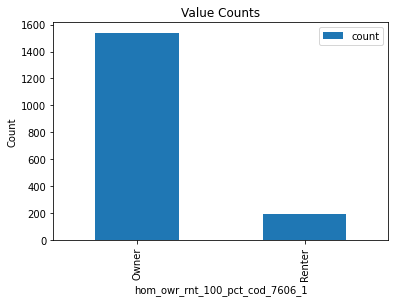 Value Counts
count
1600
1400
1200
1000
800
600
400
200
0
Count
Owner
Renter
hom_owr_rnt_100_pct_cod_7606_1